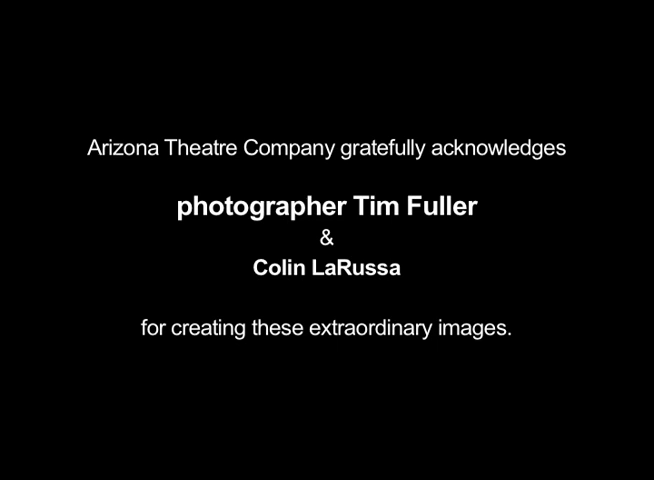 Arizona Theatre Company gratefully acknowledges
photographer Tim Fuller
&
Colin LaRussa
for creating these extraordinary images.